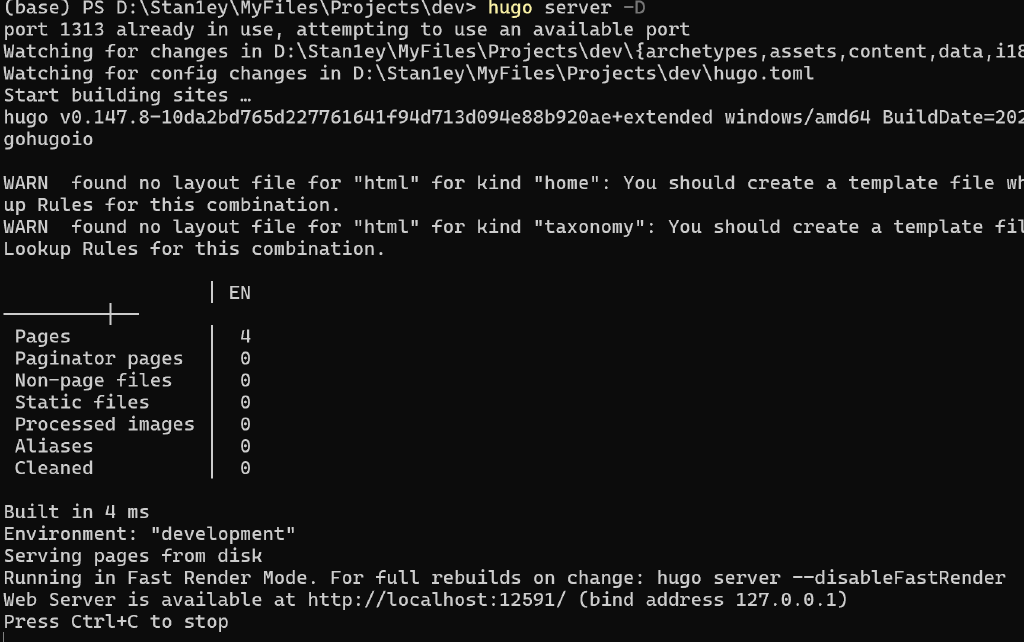 (base) PS D:\Stan1ey\MyFiles\Projects\dev> hugo server -D
port 1313 already in use, attempting to use an available port
Watching for changes in D:\Stan1ey\MyFiles\Projects\dev\{archetypes,assets,content,data,i18
Watching for config changes in D:\Stan1ey\MyFiles\Projects\dev\hugo.toml
Start building sites …
hugo v0.147.8-10da2bd765d227761641f94d713d094e88b920ae+extended windows/amd64 BuildDate=202
gohugoio
WARN  found no layout file for "html" for kind "home": You should create a template file wh
up Rules for this combination.
WARN  found no layout file for "html" for kind "taxonomy": You should create a template fil
Lookup Rules for this combination.
EN
Pages 4
Paginator pages 0
Non-page files 0
Static files 0
Processed images 0
Aliases 0
Cleaned 0
Built in 4 ms
Environment: "development"
Serving pages from disk
Running in Fast Render Mode. For full rebuilds on change: hugo server --disableFastRender
Web Server is available at http://localhost:12591/ (bind address 127.0.0.1)
Press Ctrl+C to stop